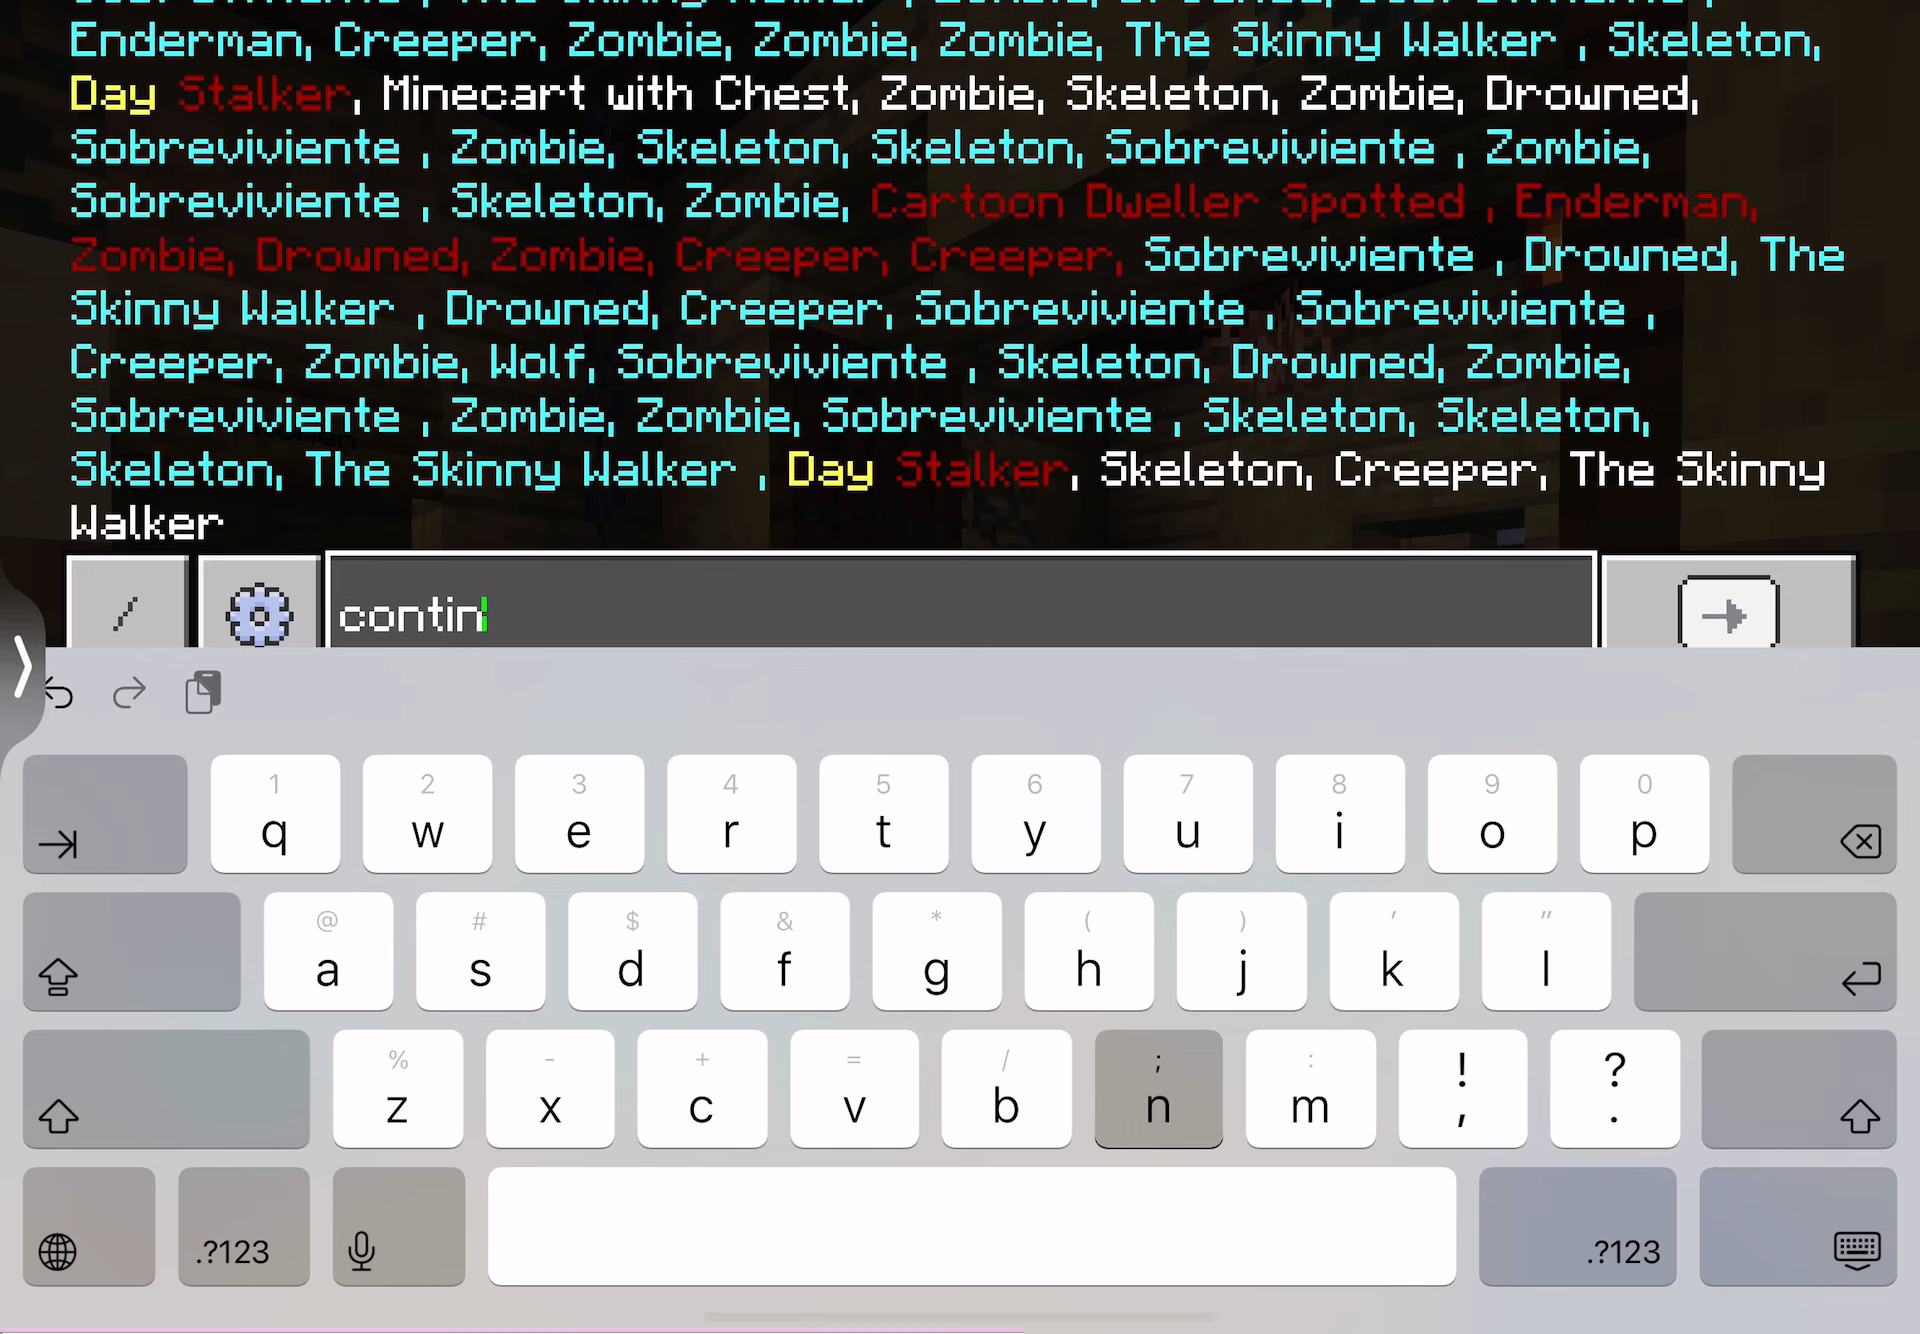 Enderman, Creeper, Zombie, Zombie, Zombie, The Skinny Walker , Skeleton,
Day Stalker, Minecart with Chest, Zombie, Skeleton, Zombie, Drowned,
Sobreviviente , Zombie, Skeleton, Skeleton, Sobreviviente , Zombie,
Sobreviviente , Skeleton, Zombie, Cartoon Dweller Spotted , Enderman,
Zombie, Drowned, Zombie, Creeper, Creeper, Sobreviviente , Drowned, The
Skinny Walker , Drowned, Creeper, Sobreviviente , Sobreviviente ,
Creeper, Zombie, Wolf, Sobreviviente , Skeleton, Drowned, Zombie,
Sobreviviente , Zombie, Zombie, Sobreviviente , Skeleton, Skeleton,
Skeleton, The Skinny Walker , Day Stalker, Skeleton, Creeper, The Skinny
Walker
/ contin
1 2 3 4 5 6 7 8 9 0
q w e r t y u i o p
@ # $ & * ( ) ' "
a s d f g h j k l
% - + = / ; : ! ?
z x c v b n m , .
.?123 .?123